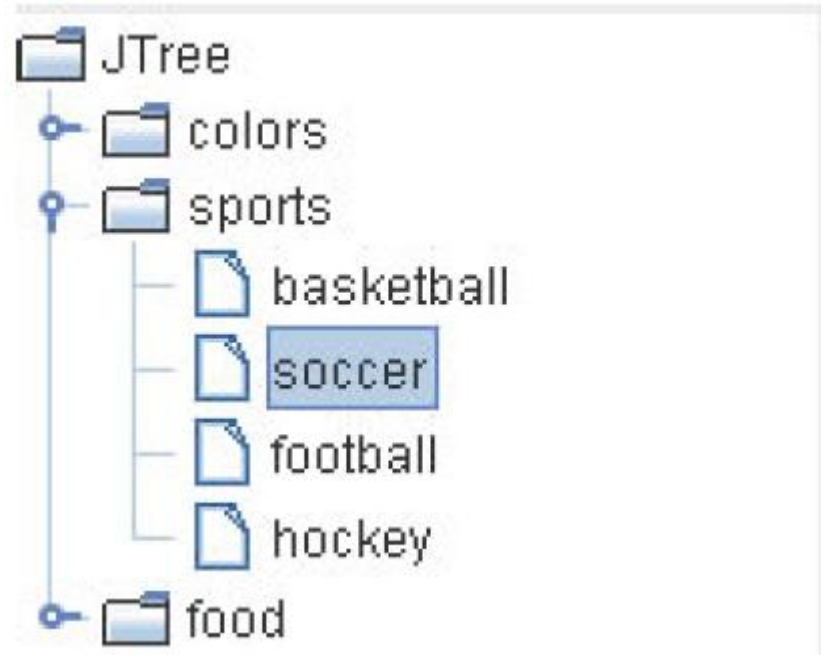 JTree
colors
sports
basketball
soccer
football
hockey
food